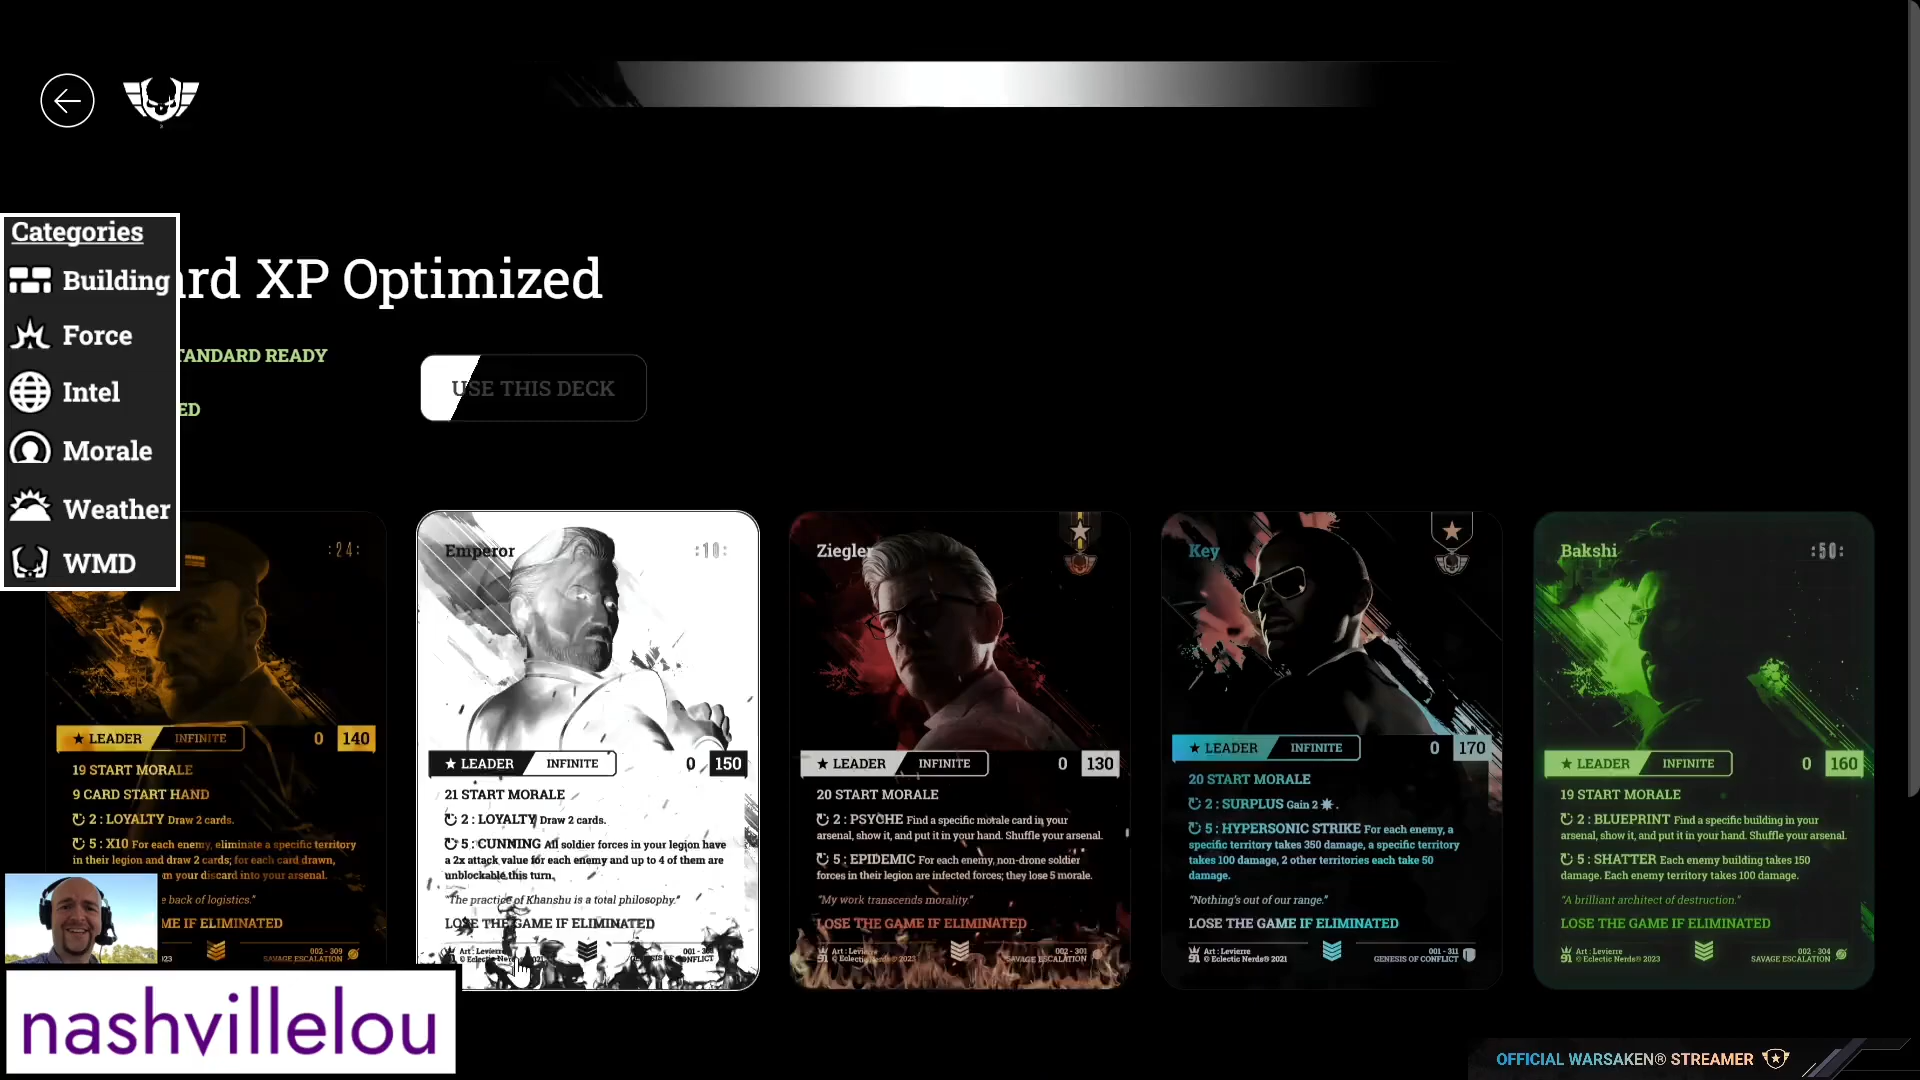 Categories
Building
Force
Intel
Morale
Weather
WMD
rd XP Optimized
TANDARD READY
ED
USE THIS DECK
:24:
★ LEADER INFINITE 0 140
19 START MORALE
9 CARD START HAND
2 : LOYALTY Draw 2 cards.
5 : X10 For each enemy, eliminate a specific territory
in their legion and draw 2 cards; for each card drawn,
your discard into your arsenal.
back of logistics."
ME IF ELIMINATED
002 - 309
SAVAGE ESCALATION
Emperor :10:
★ LEADER INFINITE 0 150
21 START MORALE
2 : LOYALTY Draw 2 cards.
5 : CUNNING All soldier forces in your legion have
a 2x attack value for each enemy and up to 4 of them are
unblockable this turn.
"The practice of Khanshu is a total philosophy."
LOSE THE GAME IF ELIMINATED
Ziegler
★ LEADER INFINITE 0 130
20 START MORALE
2 : PSYCHE Find a specific morale card in your
arsenal, show it, and put it in your hand. Shuffle your arsenal.
5 : EPIDEMIC For each enemy, non-drone soldier
forces in their legion are infected forces; they lose 5 morale.
"My work transcends morality."
LOSE THE GAME IF ELIMINATED
Art : Levierre
© Eclectic Nerds® 2023
002 - 301
SAVAGE ESCALATION
Key
★ LEADER INFINITE 0 170
20 START MORALE
2 : SURPLUS Gain 2
5 : HYPERSONIC STRIKE For each enemy, a
specific territory takes 350 damage, a specific territory
takes 100 damage, 2 other territories each take 50
damage.
"Nothing's out of our range."
LOSE THE GAME IF ELIMINATED
Art : Levierre
© Eclectic Nerds® 2021
001 - 311
GENESIS OF CONFLICT
Bakshi :50:
★ LEADER INFINITE 0 160
19 START MORALE
2 : BLUEPRINT Find a specific building in your
arsenal, show it, and put it in your hand. Shuffle your arsenal.
5 : SHATTER Each enemy building takes 150
damage. Each enemy territory takes 100 damage.
"A brilliant architect of destruction."
LOSE THE GAME IF ELIMINATED
Art : Levierre
© Eclectic Nerds® 2023
002 - 304
SAVAGE ESCALATION
nashvillelou
OFFICIAL WARSAKEN® STREAMER